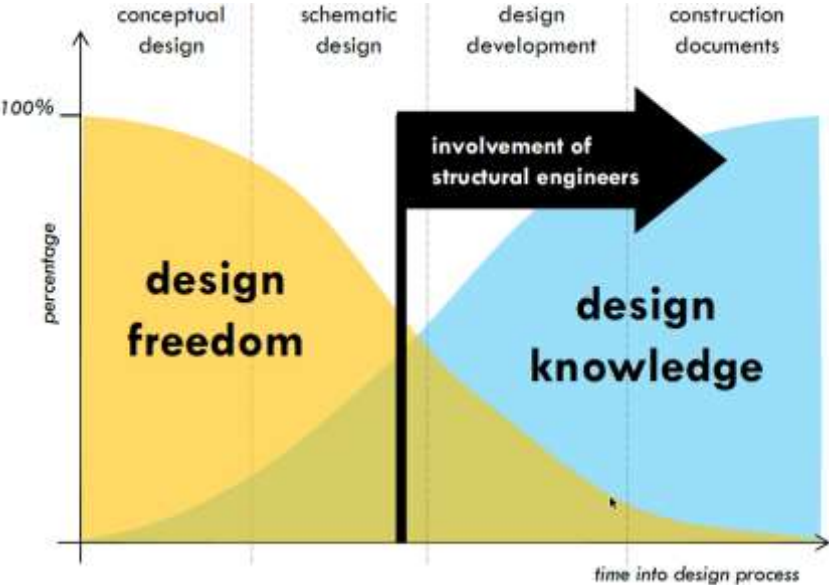 conceptual
design
schematic
design
design
development
construction
documents
100%
involvement of
structural engineers
percentage
design
freedom
design
knowledge
time into design process